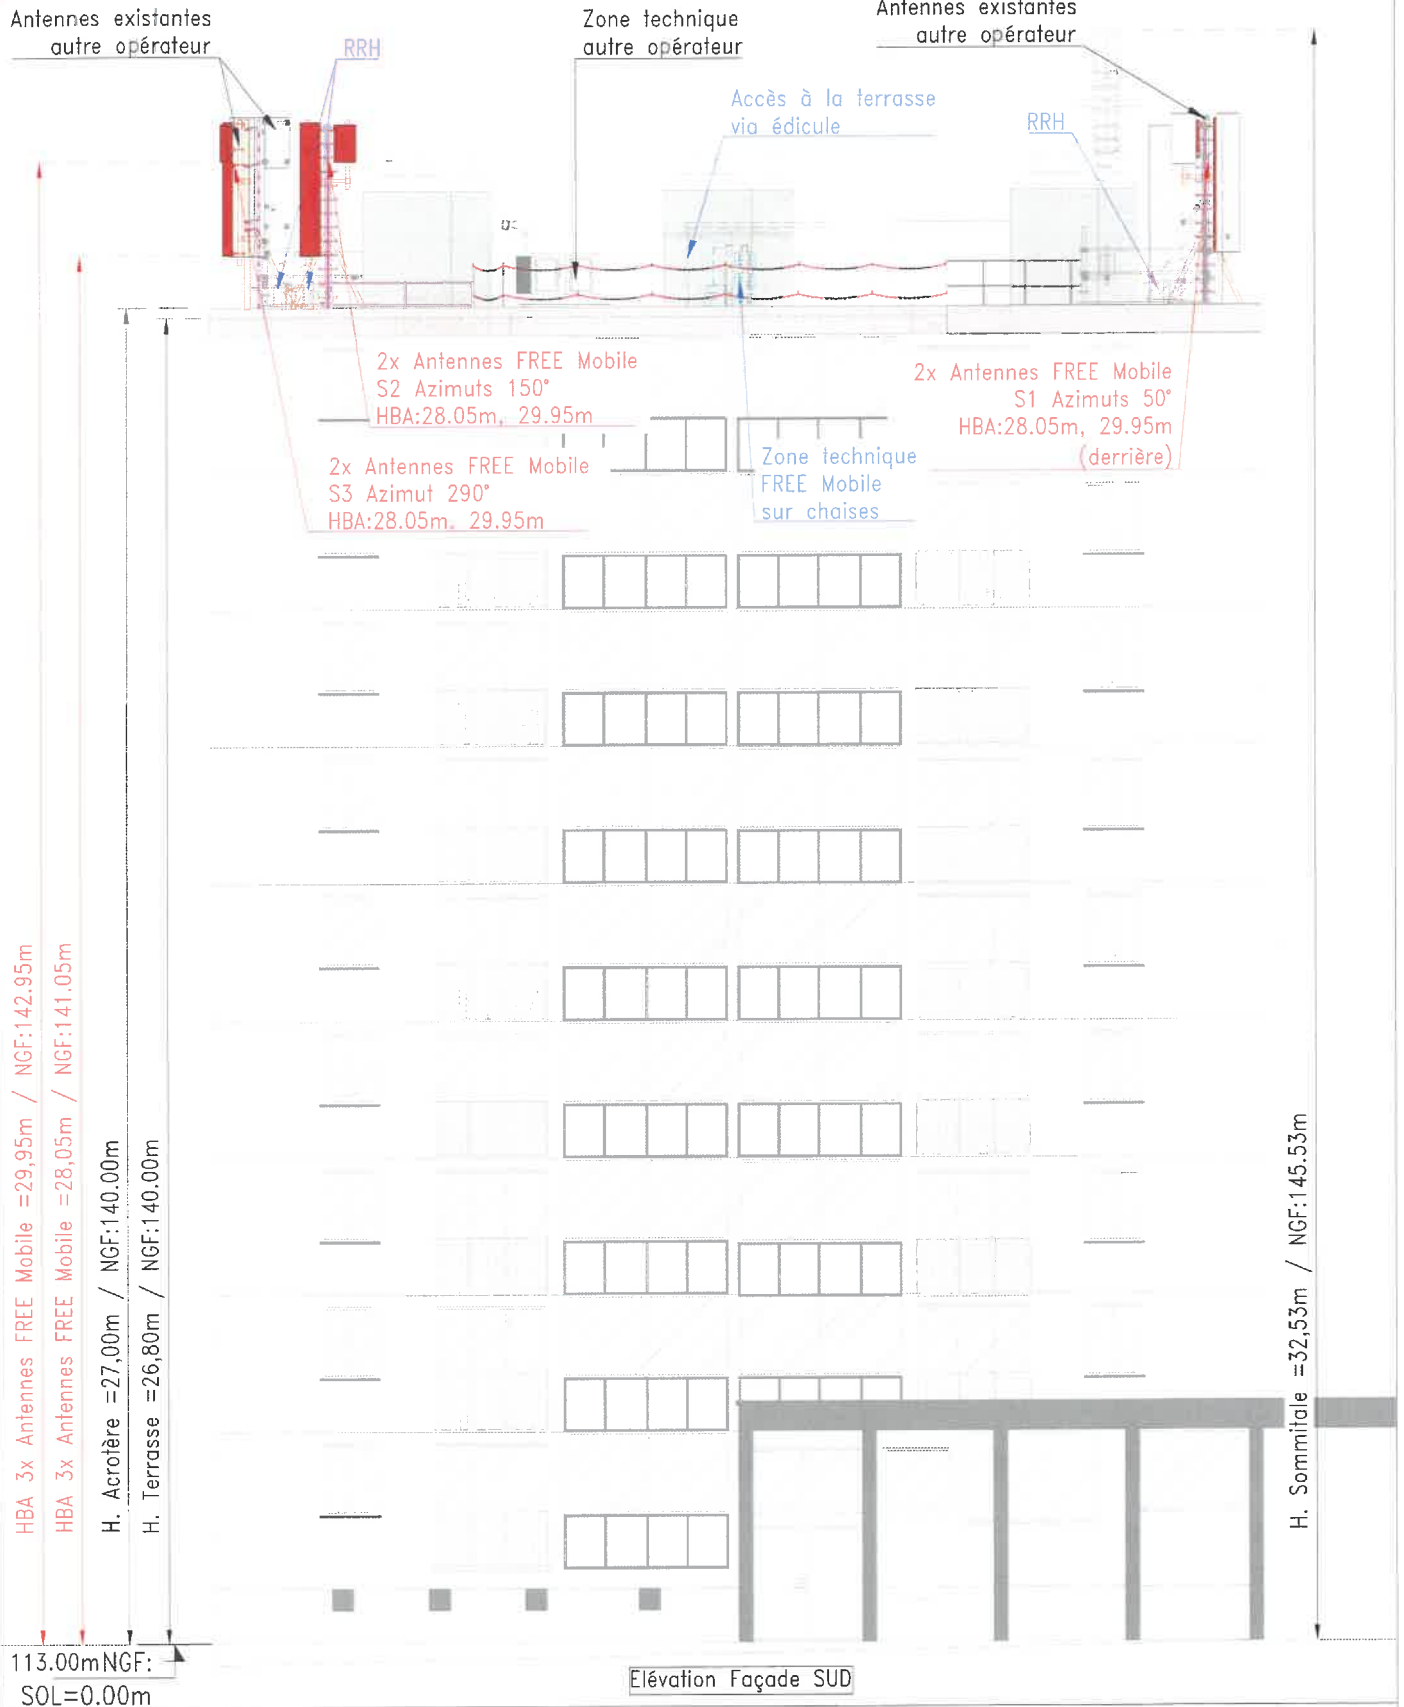 Antennes existantes
autre opérateur
RRH
Zone technique
autre opérateur
Antennes existantes
autre opérateur
Accès à la terrasse
via édicule
RRH
2x Antennes FREE Mobile
S2 Azimuts 150°
HBA:28.05m, 29.95m
2x Antennes FREE Mobile
S1 Azimuts 50°
HBA:28.05m, 29.95m
(derrière)
2x Antennes FREE Mobile
S3 Azimut 290°
HBA:28.05m. 29.95m
Zone technique
FREE Mobile
sur chaises
HBA 3x Antennes FREE Mobile =29,95m / NGF:142.95m
HBA 3x Antennes FREE Mobile =28,05m / NGF:141.05m
H. Acrotère =27,00m / NGF:140.00m
H. Terrasse =26,80m / NGF:140.00m
H. Sommitale =32,53m / NGF:145.53m
113.00mNGF:
SOL=0.00m
Elévation Façade SUD